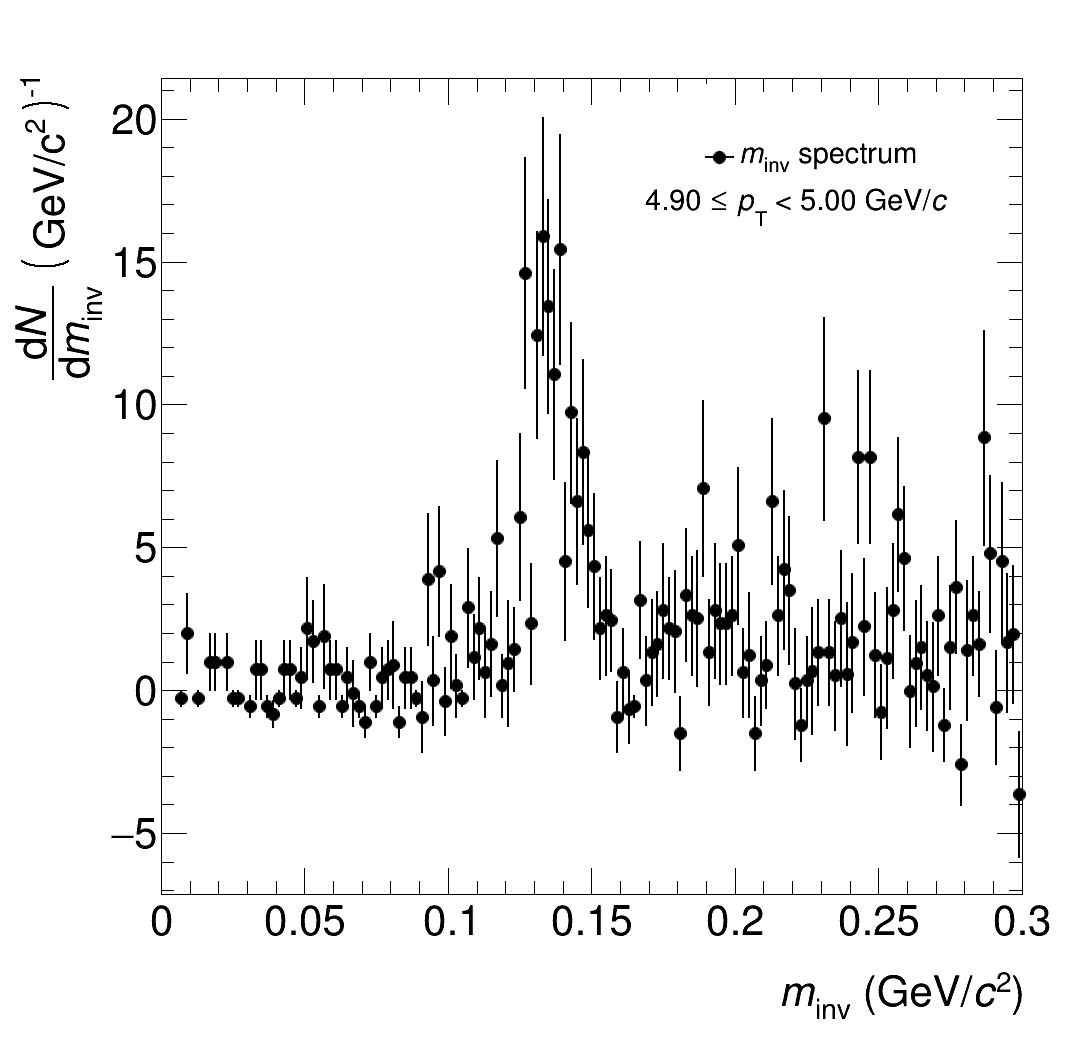 dN/dm_inv (GeV/c²)⁻¹
20
15
10
5
0
−5
m_inv spectrum
4.90 ≤ p_T < 5.00 GeV/c
0 0.05 0.1 0.15 0.2 0.25 0.3
m_inv (GeV/c²)